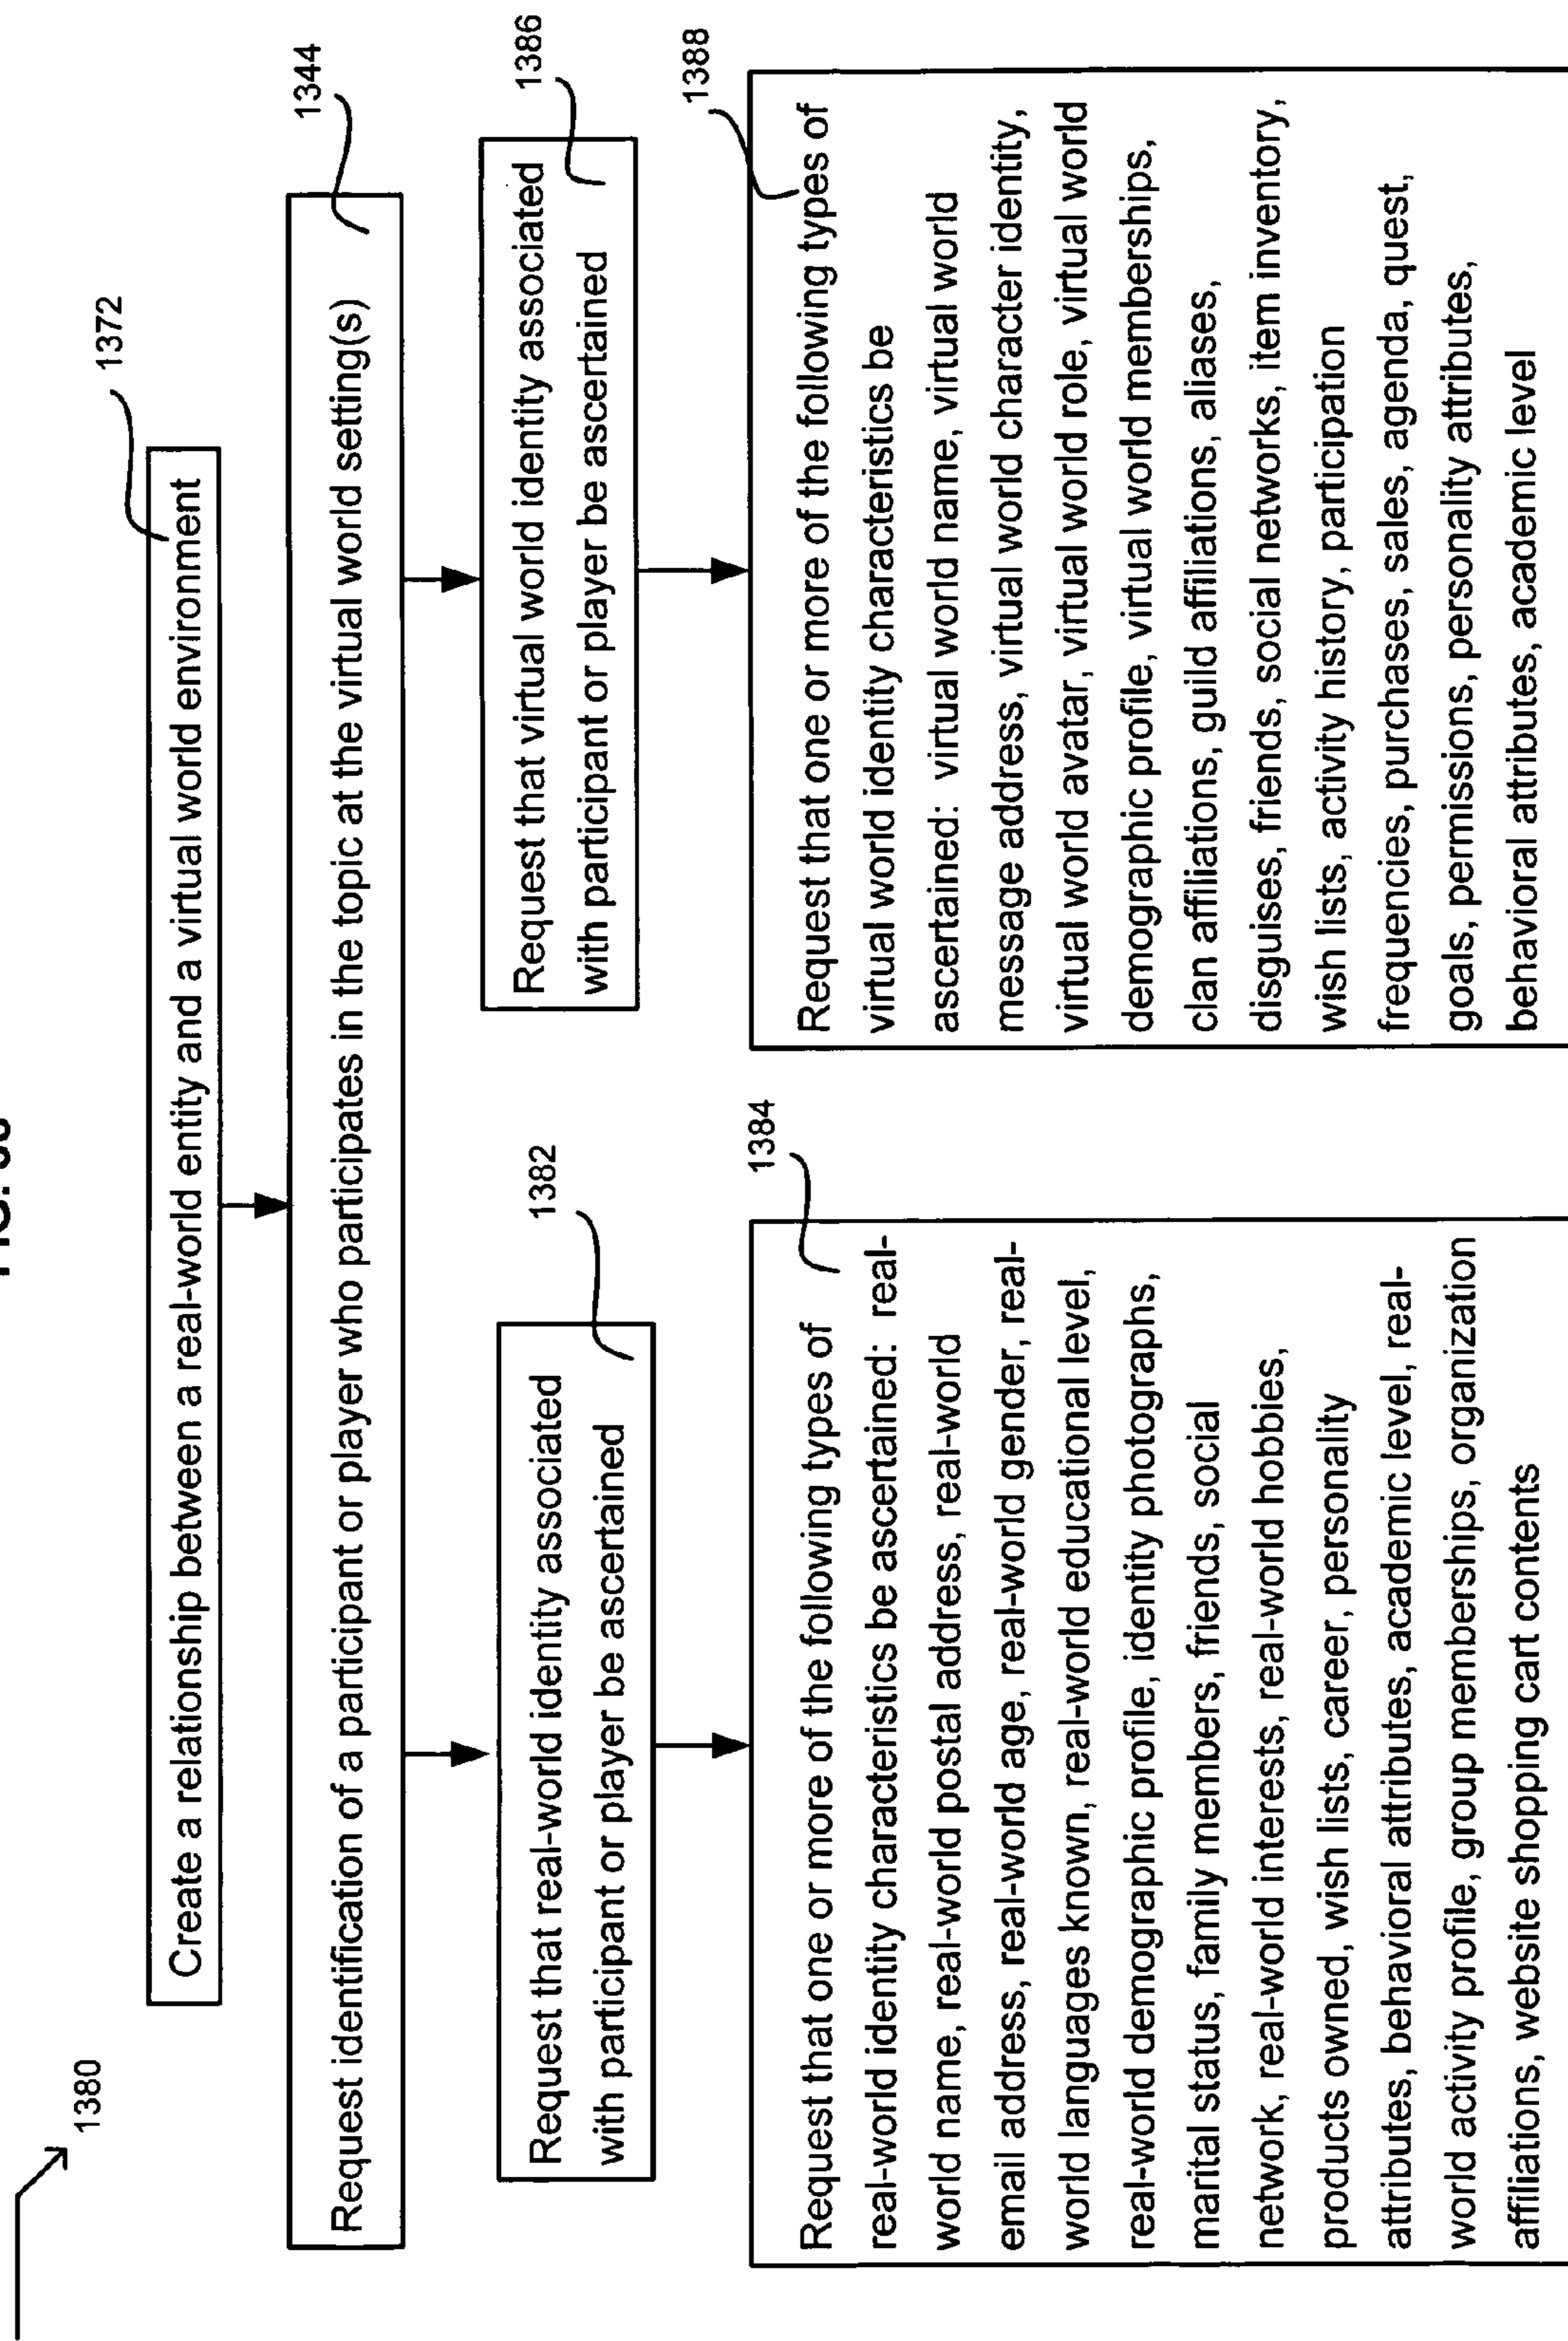 1380
Create a relationship between a real-world entity and a virtual world environment
1372
Request identification of a participant or player who participates in the topic at the virtual world setting(s)
1344
Request that real-world identity associated
with participant or player be ascertained
1382
Request that one or more of the following types of
real-world identity characteristics be ascertained: real-
world name, real-world postal address, real-world
email address, real-world age, real-world gender, real-
world languages known, real-world educational level,
real-world demographic profile, identity photographs,
marital status, family members, friends, social
network, real-world interests, real-world hobbies,
products owned, wish lists, career, personality
attributes, behavioral attributes, academic level, real-
world activity profile, group memberships, organization
affiliations, website shopping cart contents
1384
Request that virtual world identity associated
with participant or player be ascertained
1386
Request that one or more of the following types of
virtual world identity characteristics be
ascertained: virtual world name, virtual world
message address, virtual world character identity,
virtual world avatar, virtual world role, virtual world
demographic profile, virtual world memberships,
clan affiliations, guild affiliations, aliases,
disguises, friends, social networks, item inventory,
wish lists, activity history, participation
frequencies, purchases, sales, agenda, quest,
goals, permissions, personality attributes,
behavioral attributes, academic level
1388